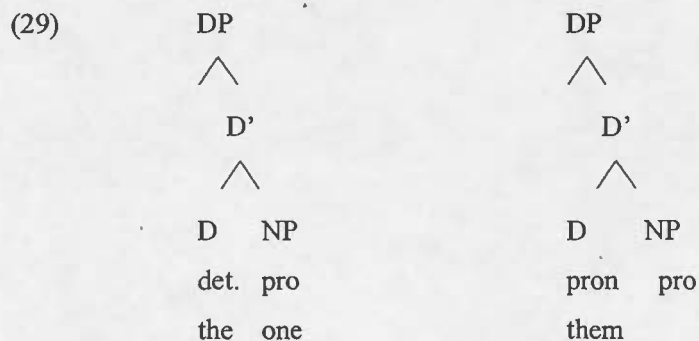 (29) DP DP
D' D'
D NP D NP
det. pro pron pro
the one them